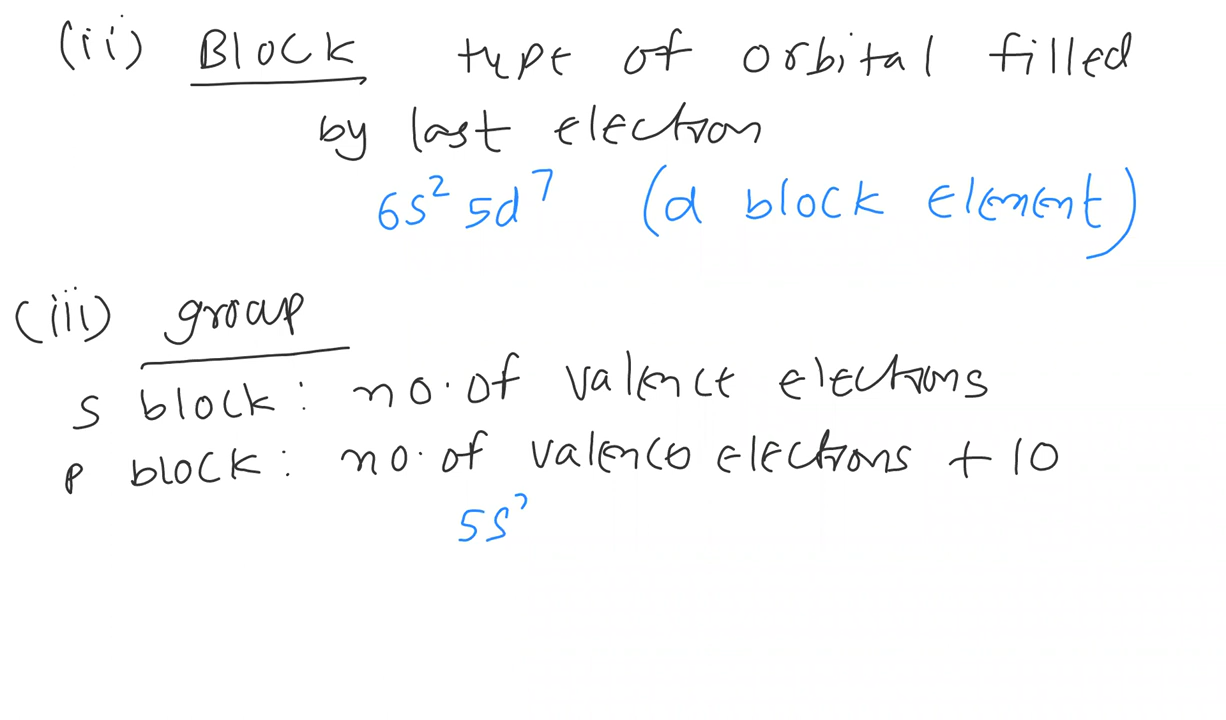 (ii) Block type of orbital filled
by last electron
6s² 5d⁷ (d block element)
(iii) group
s block: no. of valence electrons
p block: no. of valence electrons + 10
5s²